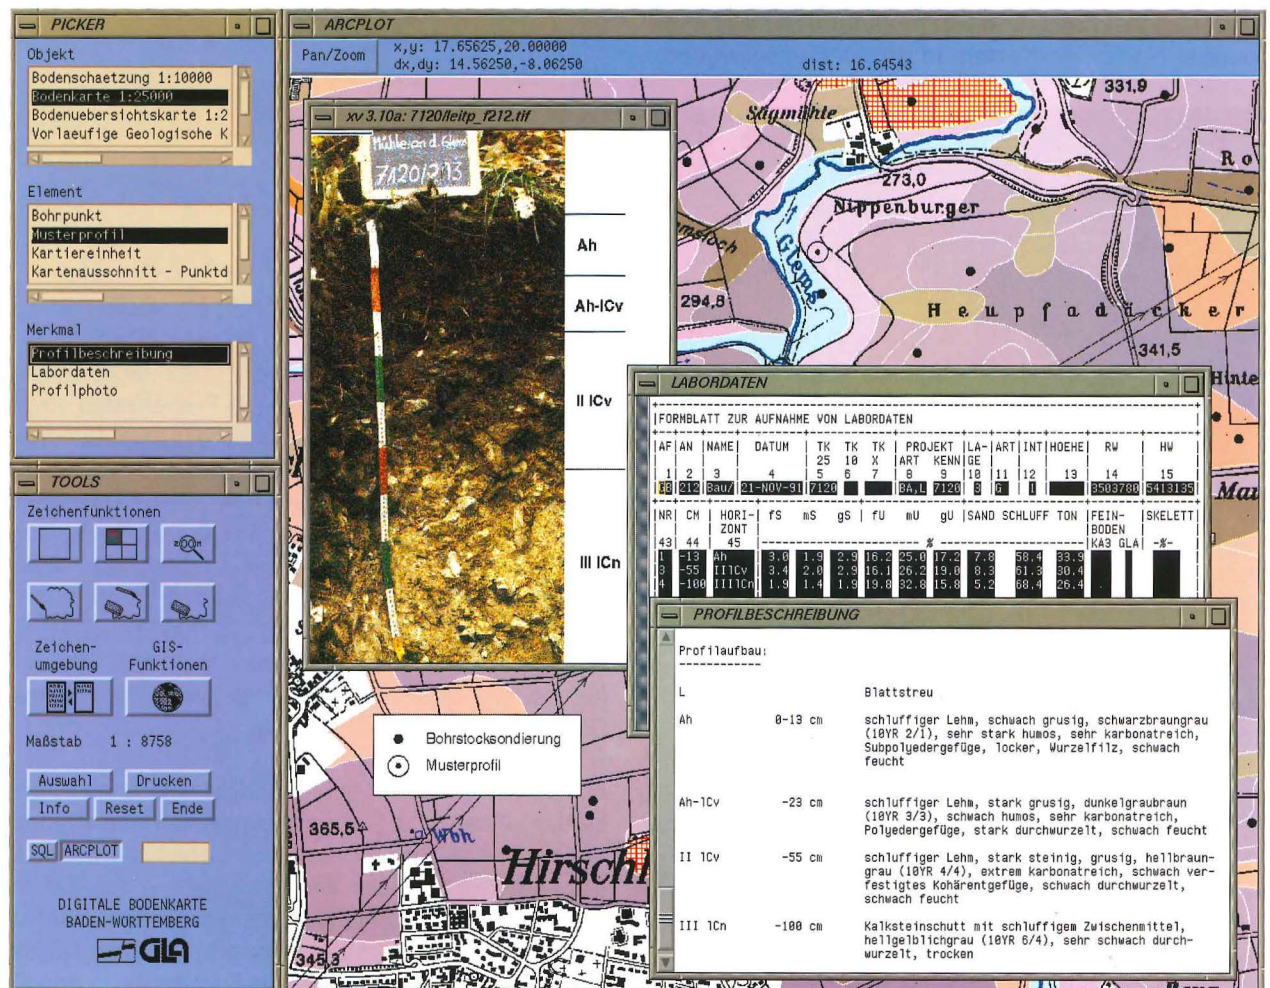 PICKER
Objekt
Bodenschaetzung 1:10000
Bodenkarte 1:25000
Bodenuebersichtskarte 1:2
Vorlaeufige Geologische K
Element
Bohrpunkt
Musterprofil
Kartiereinheit
Kartenausschnitt - Punktd
Merkmal
Profilbeschreibung
Labordaten
Profilphoto
TOOLS
Zeichenfunktionen
ZOOM
Zeichen-
umgebung
GIS-
Funktionen
Maßstab 1 : 8758
Auswahl Drucken
Info Reset Ende
SQL ARCPLOT
DIGITALE BODENKARTE
BADEN-WÜRTTEMBERG
GLA
ARCPLOT
Pan/Zoom
x,y: 17.65625,20.00000
dx,dy: 14.56250,-8.06250 dist: 16.64543
xv 3.10a: 7120/leitp_f212.tif
Mühle an d. Glems
7120/213
Ah
Ah-lCv
II lCv
III lCn
Sägmühle
331,9
273,0
Nippenburger
Glems
294,8
Heupfadäcker
341,5
Hinte
Mau
Bohrstocksondierung
Musterprofil
365,5
Wbh
Hirschl
345,3
LABORDATEN
FORMBLATT ZUR AUFNAHME VON LABORDATEN
AF AN NAME DATUM TK TK TK PROJEKT LA- ART INT HOEHE RW HW
25 10 X ART KENN GE
1 2 3 4 5 6 7 8 9 10 11 12 13 14 15
GB 212 Bau/ 21-NOV-91 7120 BA,L 7120 S G I 3503780 5413135
NR CM HORI- fS mS gS fU mU gU SAND SCHLUFF TON FEIN- SKELETT
ZONT BODEN
43 44 45 % KA3 GLA -%-
1 -13 Ah 3.0 1.9 2.9 16.2 25.0 17.2 7.8 58.4 33.9
3 -55 IIlCv 3.4 2.0 2.9 16.1 26.2 19.0 8.3 61.3 30.4
4 -100 IIIlCn 1.9 1.4 1.9 19.8 32.8 15.8 5.2 68.4 26.4
PROFILBESCHREIBUNG
Profilaufbau:
L Blattstreu
Ah 0-13 cm schluffiger Lehm, schwach grusig, schwarzbraungrau
(10YR 2/1), sehr stark humos, sehr karbonatreich,
Subpolyedergefüge, locker, Wurzelfilz, schwach
feucht
Ah-lCv -23 cm schluffiger Lehm, stark grusig, dunkelgraubraun
(10YR 3/3), schwach humos, sehr karbonatreich,
Polyedergefüge, stark durchwurzelt, schwach feucht
II lCv -55 cm schluffiger Lehm, stark steinig, grusig, hellbraun-
grau (10YR 4/4), extrem karbonatreich, schwach ver-
festigtes Kohärentgefüge, schwach durchwurzelt,
schwach feucht
III lCn -100 cm Kalksteinschutt mit schluffigem Zwischenmittel,
hellgelblichgrau (10YR 6/4), sehr schwach durch-
wurzelt, trocken